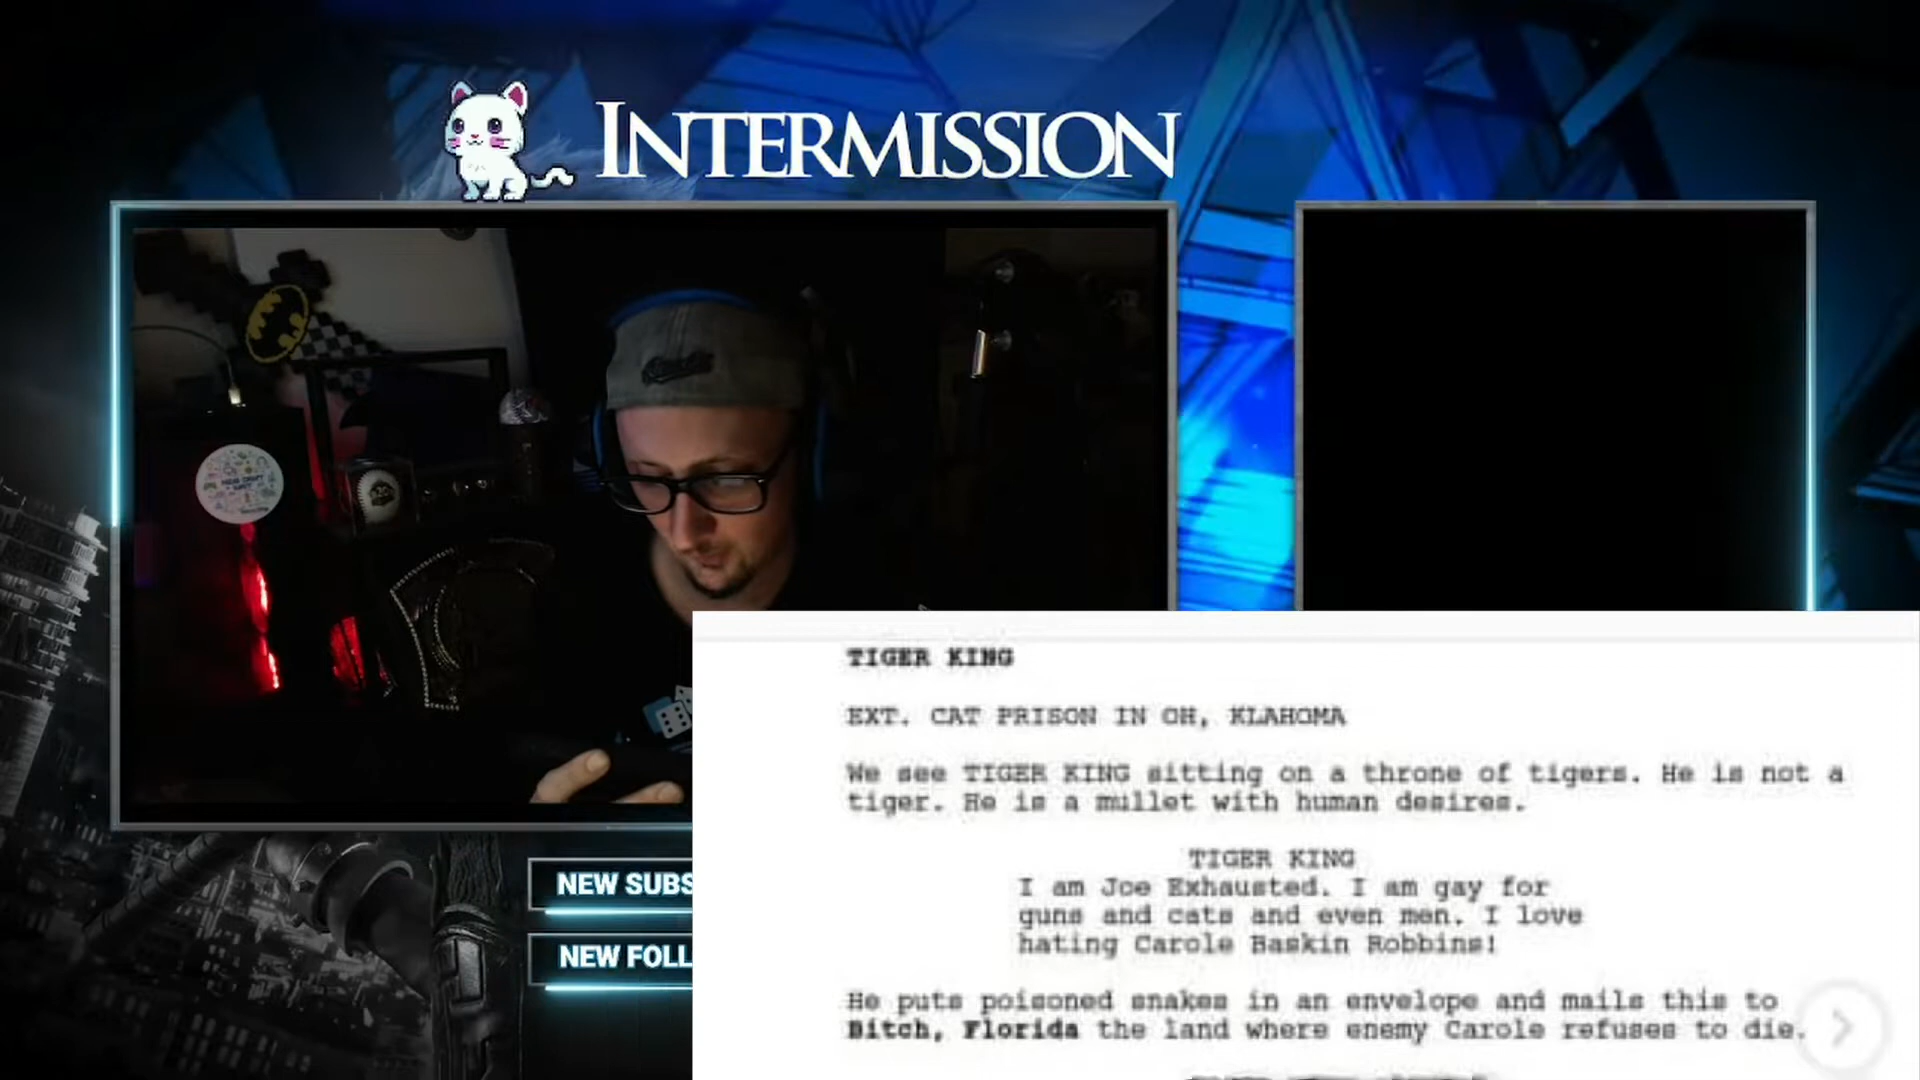 INTERMISSION
NEW SUBS
NEW FOLL
TIGER KING
EXT. CAT PRISON IN OH, KLAHOMA
We see TIGER KING sitting on a throne of tigers. He is not a
tiger. He is a mullet with human desires.
TIGER KING
I am Joe Exhausted. I am gay for
guns and cats and even men. I love
hating Carole Baskin Robbins!
He puts poisoned snakes in an envelope and mails this to
Bitch, Florida the land where enemy Carole refuses to die.